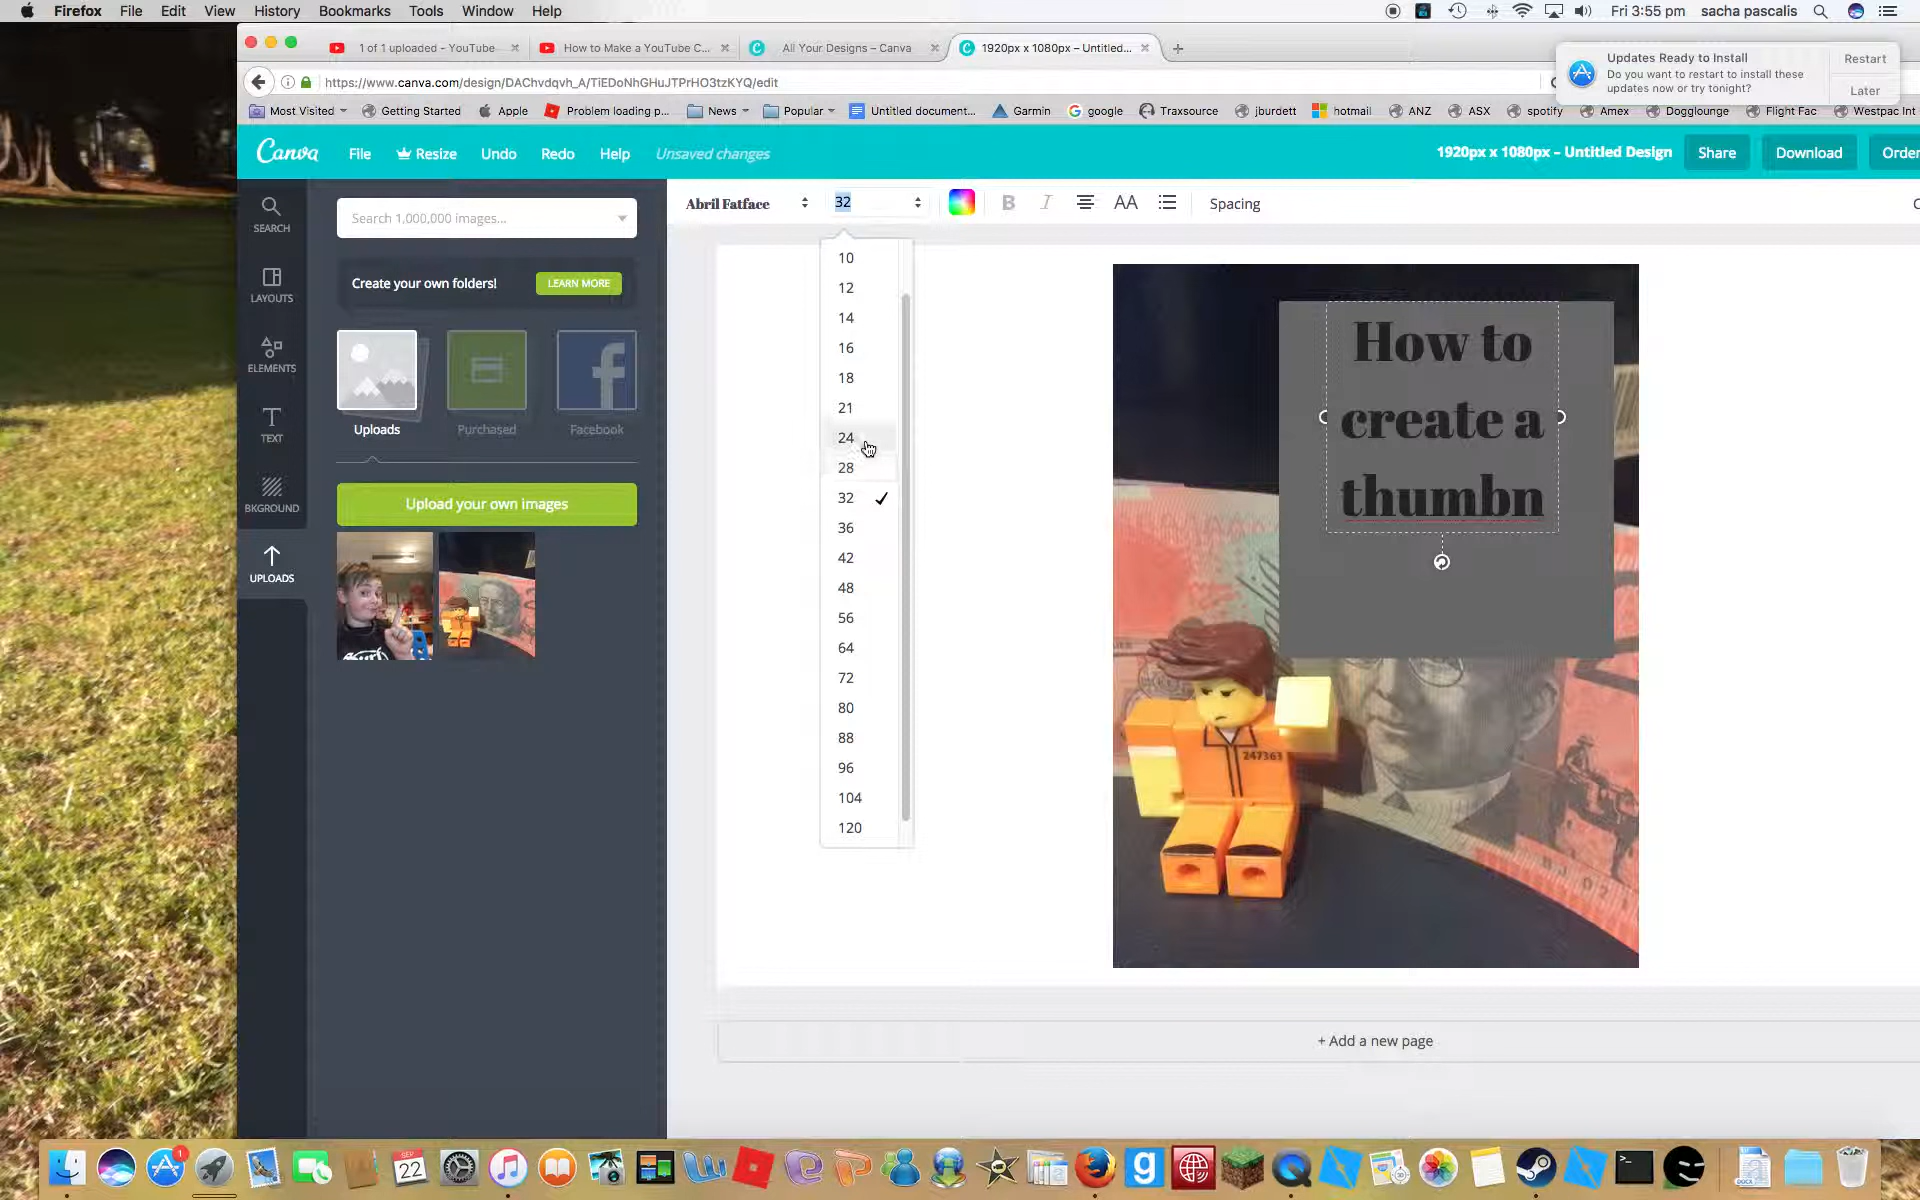 Firefox File Edit View History Bookmarks Tools Window Help Fri 3:55 pm sacha pascalis
1 of 1 uploaded - YouTube How to Make a YouTube C... All Your Designs – Canva 1920px x 1080px – Untitled...
https://www.canva.com/design/DAChvdqvh_A/TiEDoNhGHuJTPrHO3tzKYQ/edit
Updates Ready to Install
Do you want to restart to install these
updates now or try tonight?
Restart
Later
Most Visited Getting Started Apple Problem loading p... News Popular Untitled document... Garmin google Traxsource jburdett hotmail ANZ ASX spotify Amex Dogglounge Flight Fac Westpac Int
Canva File Resize Undo Redo Help Unsaved changes 1920px x 1080px – Untitled Design Share Download Order
Abril Fatface 32 B I AA Spacing
SEARCH
LAYOUTS
ELEMENTS
TEXT
BKGROUND
UPLOADS
Search 1,000,000 images...
Create your own folders! LEARN MORE
Uploads Purchased Facebook
Upload your own images
10
12
14
16
18
21
24
28
32
36
42
48
56
64
72
80
88
96
104
120
How to
create a
thumbn
247363
+ Add a new page
1
SEP
22
DOCX